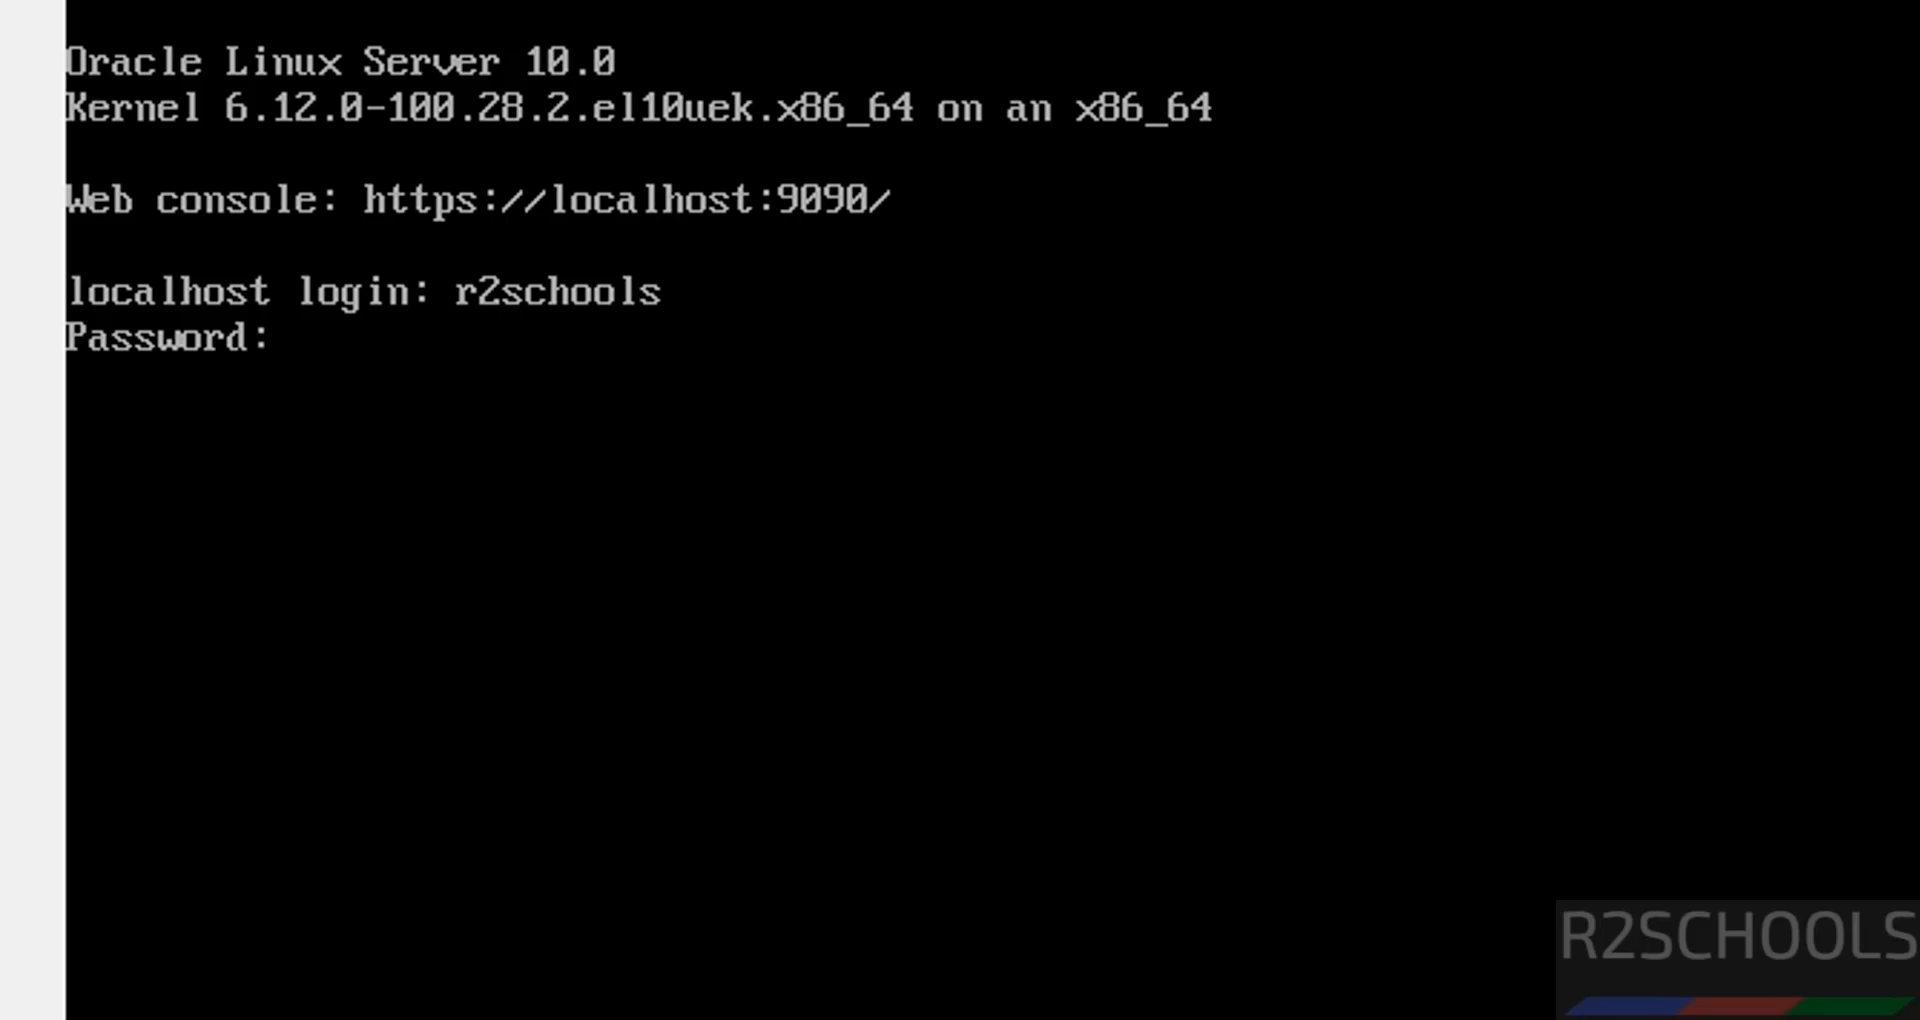 Oracle Linux Server 10.0
Kernel 6.12.0-100.28.2.el10uek.x86_64 on an x86_64
Web console: https://localhost:9090/
localhost login: r2schools
Password:
R2SCHOOLS